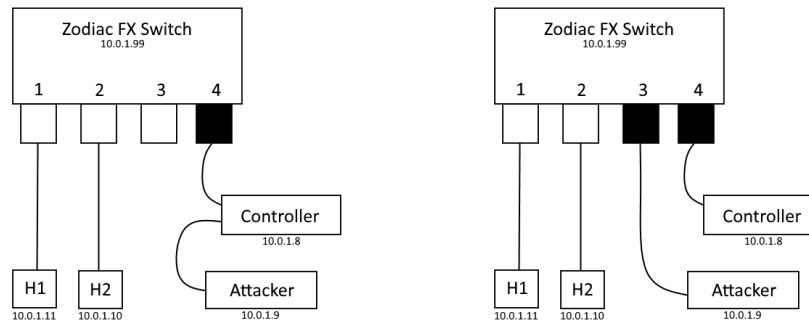 Zodiac FX Switch
10.0.1.99
1 2 3 4
Controller
10.0.1.8
H1 H2 Attacker
10.0.1.11 10.0.1.10 10.0.1.9
Zodiac FX Switch
10.0.1.99
1 2 3 4
Controller
10.0.1.8
H1 H2 Attacker
10.0.1.11 10.0.1.10 10.0.1.9